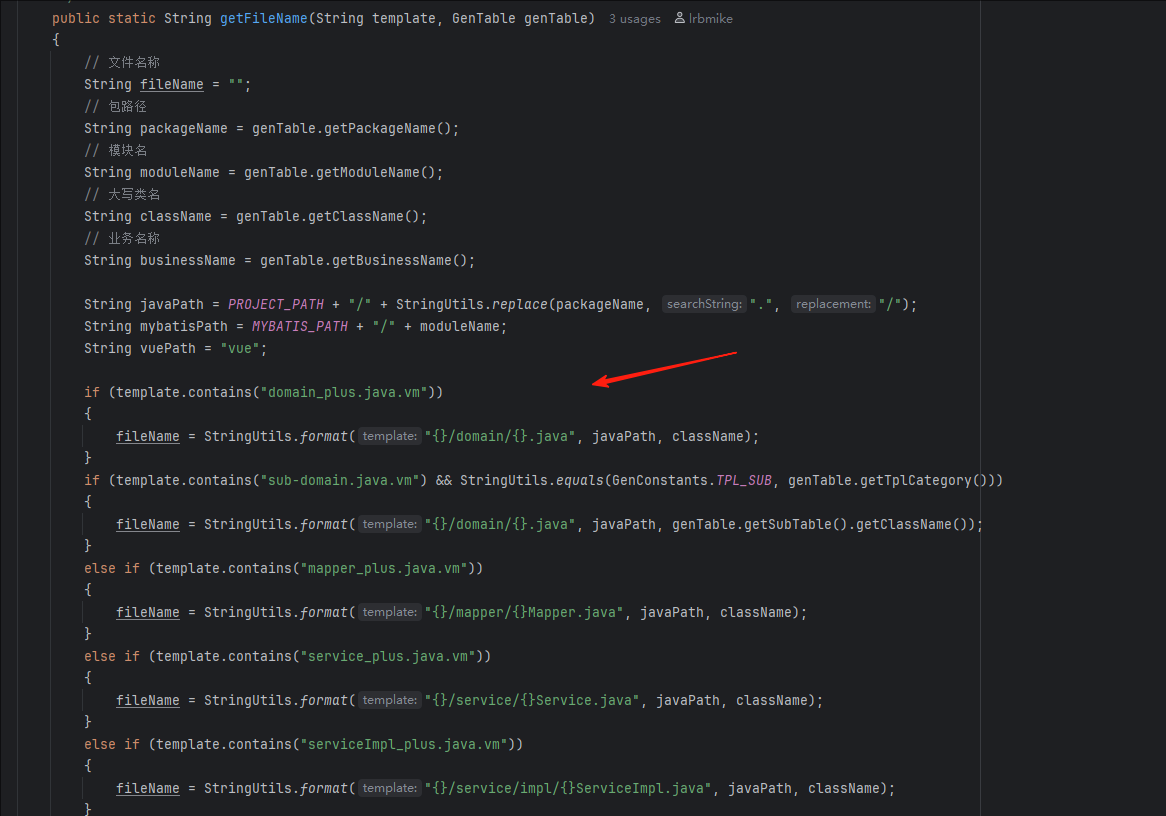 public static String getFileName(String template, GenTable genTable) 3 usages lrbmike
{
// 文件名称
String fileName = "";
// 包路径
String packageName = genTable.getPackageName();
// 模块名
String moduleName = genTable.getModuleName();
// 大写类名
String className = genTable.getClassName();
// 业务名称
String businessName = genTable.getBusinessName();
String javaPath = PROJECT_PATH + "/" + StringUtils.replace(packageName, searchString: ".", replacement: "/");
String mybatisPath = MYBATIS_PATH + "/" + moduleName;
String vuePath = "vue";
if (template.contains("domain_plus.java.vm"))
{
fileName = StringUtils.format( template: "{}/domain/{}.java", javaPath, className);
}
if (template.contains("sub-domain.java.vm") && StringUtils.equals(GenConstants.TPL_SUB, genTable.getTplCategory()))
{
fileName = StringUtils.format( template: "{}/domain/{}.java", javaPath, genTable.getSubTable().getClassName());
}
else if (template.contains("mapper_plus.java.vm"))
{
fileName = StringUtils.format( template: "{}/mapper/{}Mapper.java", javaPath, className);
}
else if (template.contains("service_plus.java.vm"))
{
fileName = StringUtils.format( template: "{}/service/{}Service.java", javaPath, className);
}
else if (template.contains("serviceImpl_plus.java.vm"))
{
fileName = StringUtils.format( template: "{}/service/impl/{}ServiceImpl.java", javaPath, className);
}